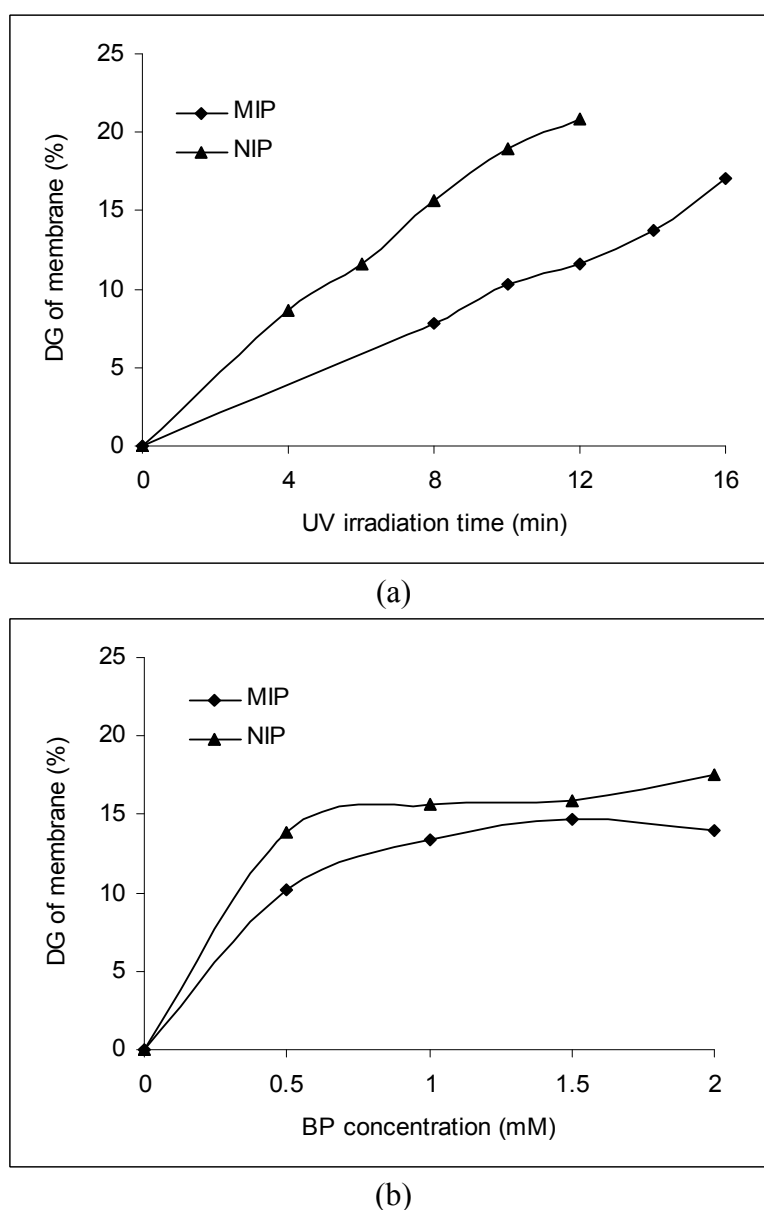 25
20
15
10
5
0
DG of membrane (%)
MIP
NIP
0 4 8 12 16
UV irradiation time (min)
(a)
25
20
15
10
5
0
DG of membrane (%)
MIP
NIP
0 0.5 1 1.5 2
BP concentration (mM)
(b)